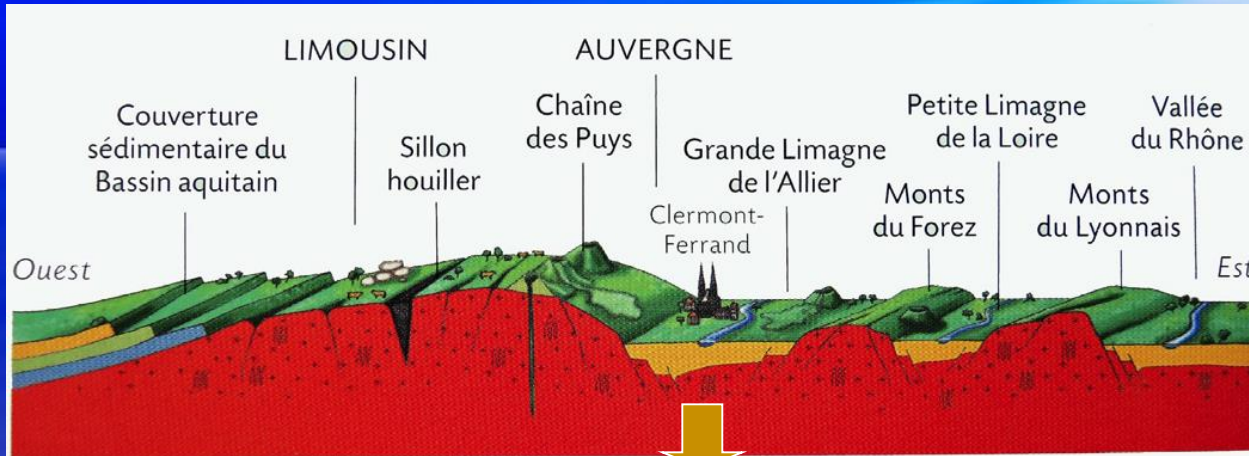 LIMOUSIN
AUVERGNE
Couverture
sédimentaire du
Bassin aquitain
Sillon
houiller
Chaîne
des Puys
Grande Limagne
de l'Allier
Clermont-
Ferrand
Petite Limagne
de la Loire
Monts
du Forez
Vallée
du Rhône
Monts
du Lyonnais
Ouest
Est